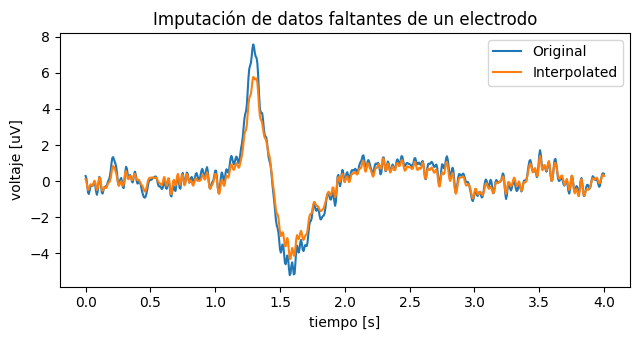 Imputación de datos faltantes de un electrodo
Original
Interpolated
voltaje [uV]
8
6
4
2
0
−2
−4
0.0 0.5 1.0 1.5 2.0 2.5 3.0 3.5 4.0
tiempo [s]